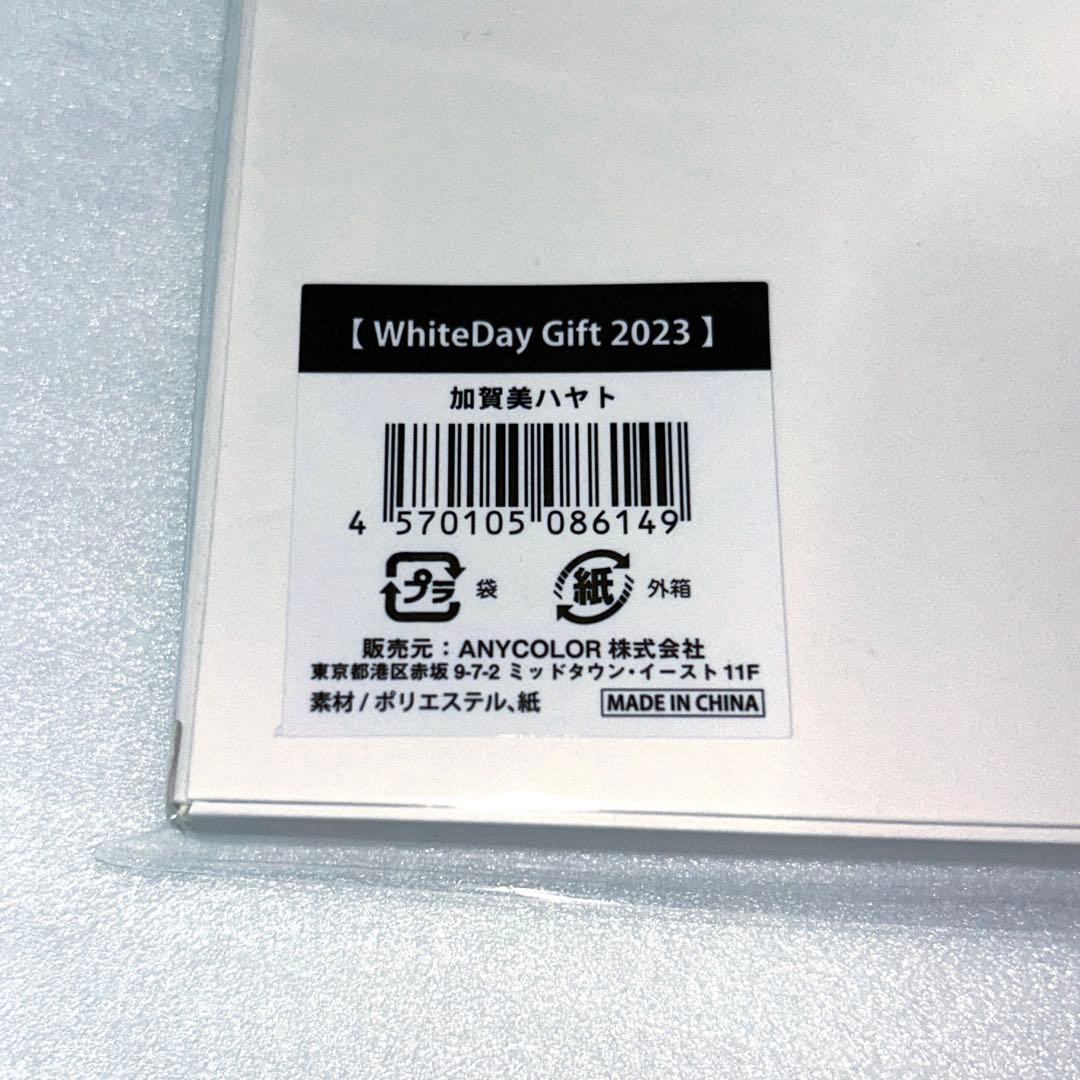 【 WhiteDay Gift 2023 】
加賀美ハヤト
4 570105 086149
プラ 袋 紙 外箱
販売元：ANYCOLOR 株式会社
東京都港区赤坂 9-7-2 ミッドタウン・イースト 11F
素材 / ポリエステル、紙 MADE IN CHINA